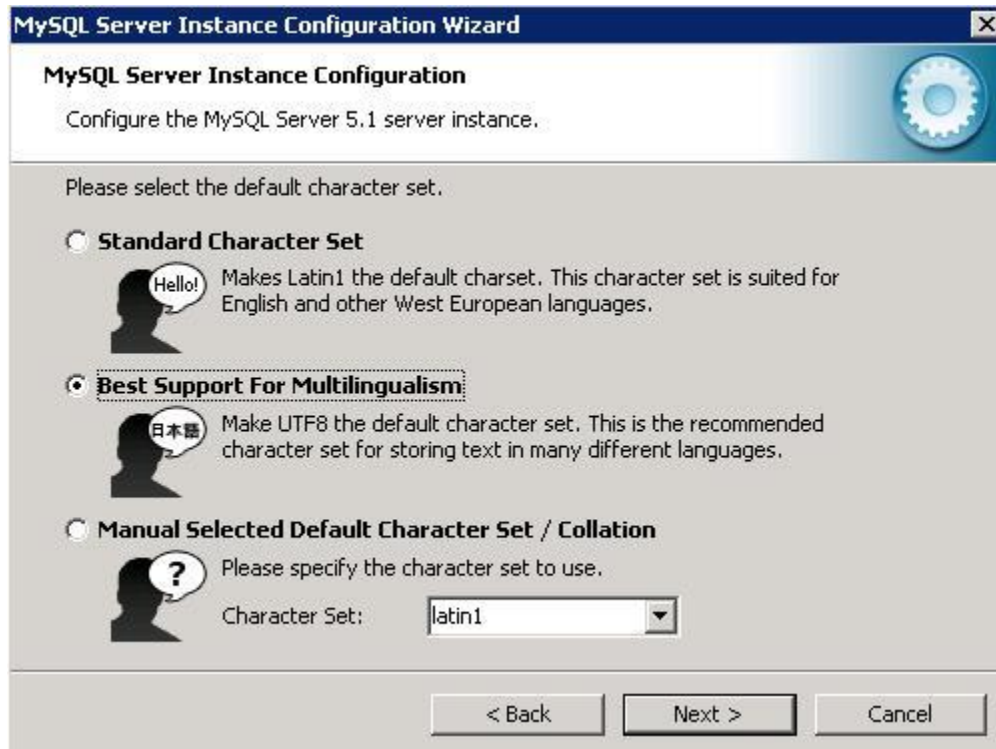 MySQL Server Instance Configuration Wizard
MySQL Server Instance Configuration
Configure the MySQL Server 5.1 server instance.
Please select the default character set.
Standard Character Set
Hello!
Makes Latin1 the default charset. This character set is suited for
English and other West European languages.
Best Support For Multilingualism
日本語
Make UTF8 the default character set. This is the recommended
character set for storing text in many different languages.
Manual Selected Default Character Set / Collation
?
Please specify the character set to use.
Character Set: latin1
< Back Next > Cancel